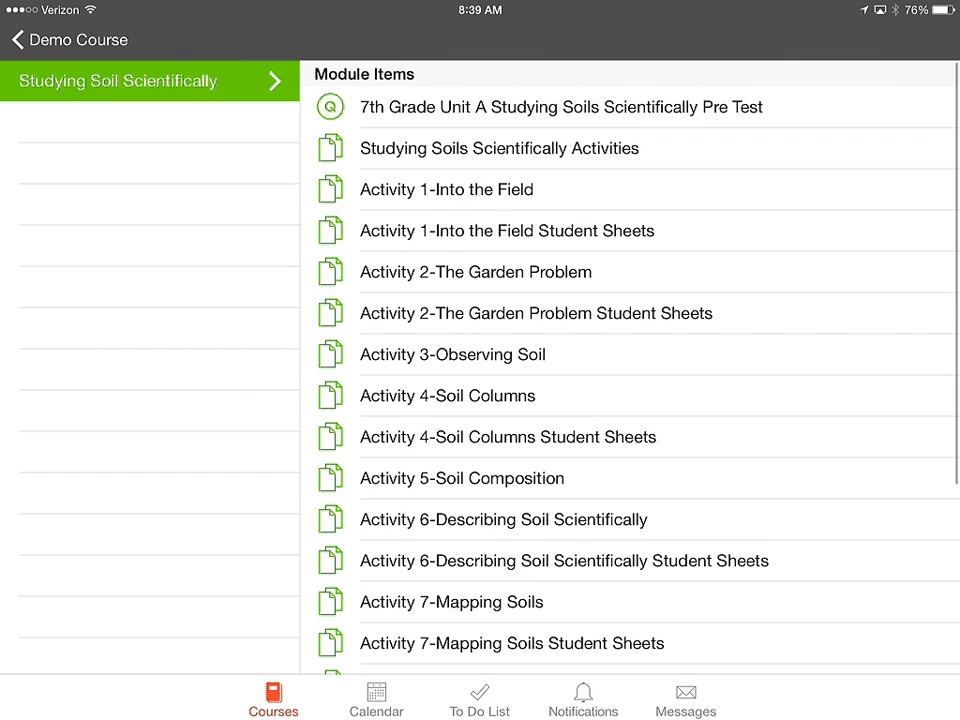 Verizon 8:39 AM 76%
Demo Course
Studying Soil Scientifically
Module Items
Q 7th Grade Unit A Studying Soils Scientifically Pre Test
Studying Soils Scientifically Activities
Activity 1-Into the Field
Activity 1-Into the Field Student Sheets
Activity 2-The Garden Problem
Activity 2-The Garden Problem Student Sheets
Activity 3-Observing Soil
Activity 4-Soil Columns
Activity 4-Soil Columns Student Sheets
Activity 5-Soil Composition
Activity 6-Describing Soil Scientifically
Activity 6-Describing Soil Scientifically Student Sheets
Activity 7-Mapping Soils
Activity 7-Mapping Soils Student Sheets
Courses Calendar To Do List Notifications Messages